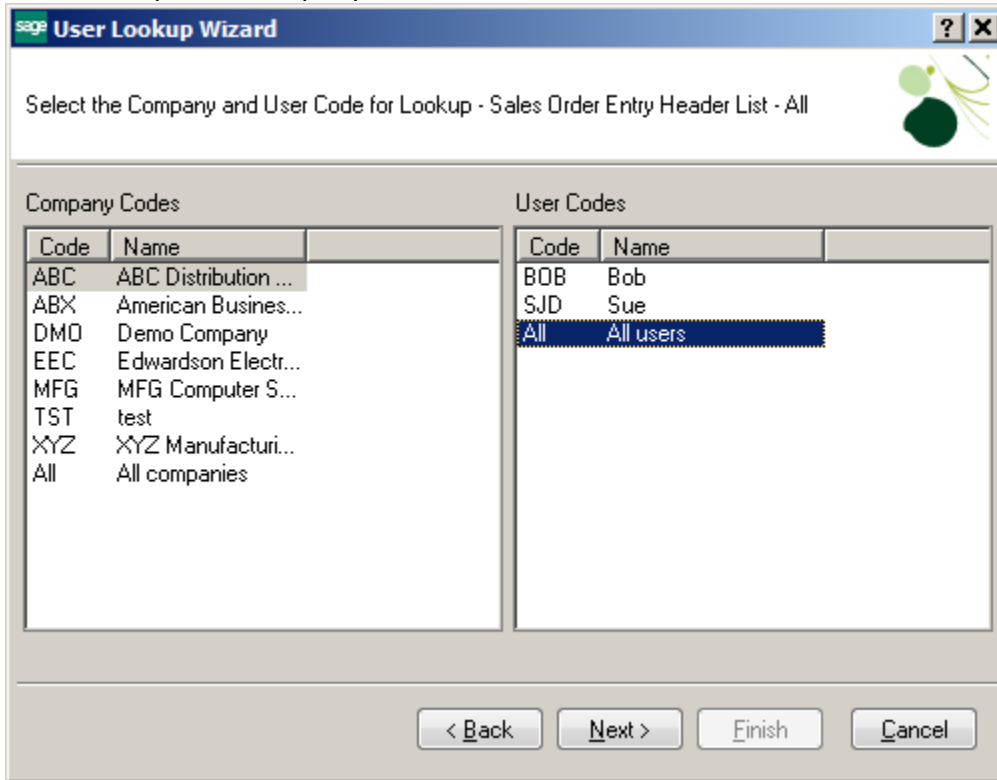 sage User Lookup Wizard ? X
Select the Company and User Code for Lookup - Sales Order Entry Header List - All
Company Codes
Code Name
ABC ABC Distribution ...
ABX American Busines...
DMO Demo Company
EEC Edwardson Electr...
MFG MFG Computer S...
TST test
XYZ XYZ Manufacturi...
All All companies
User Codes
Code Name
BOB Bob
SJD Sue
All All users
< Back Next > Finish Cancel